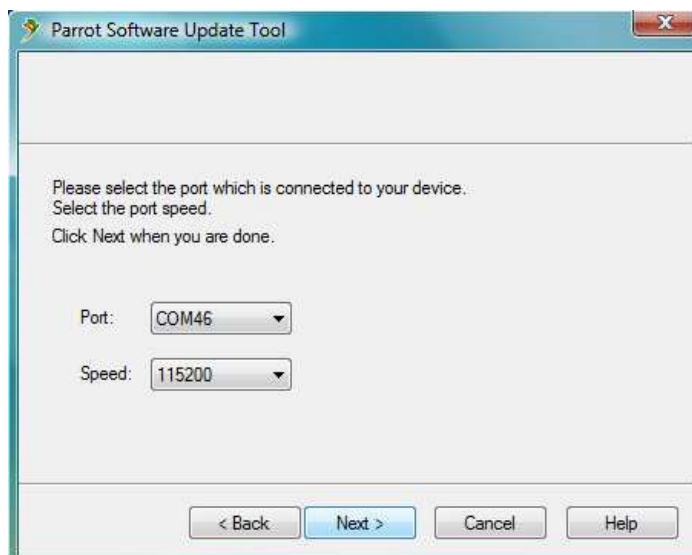 Parrot Software Update Tool
Please select the port which is connected to your device.
Select the port speed.
Click Next when you are done.
Port: COM46
Speed: 115200
< Back Next > Cancel Help